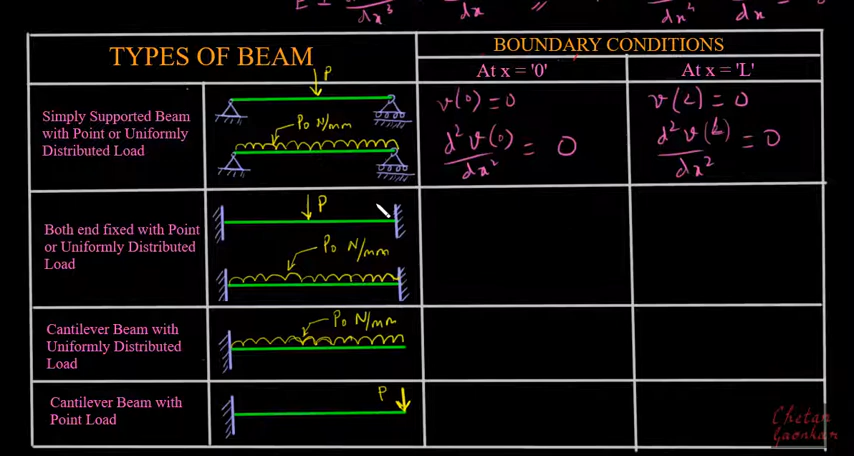 TYPES OF BEAM
BOUNDARY CONDITIONS
At x = '0'
At x = 'L'
Simply Supported Beam
with Point or Uniformly
Distributed Load
P
P₀ N/mm
v(0) = 0
d²v(0)/dx² = 0
v(L) = 0
d²v(L)/dx² = 0
Both end fixed with Point
or Uniformly Distributed
Load
P
P₀ N/mm
Cantilever Beam with
Uniformly Distributed
Load
P₀ N/mm
Cantilever Beam with
Point Load
P
Chetan
Gaonkar